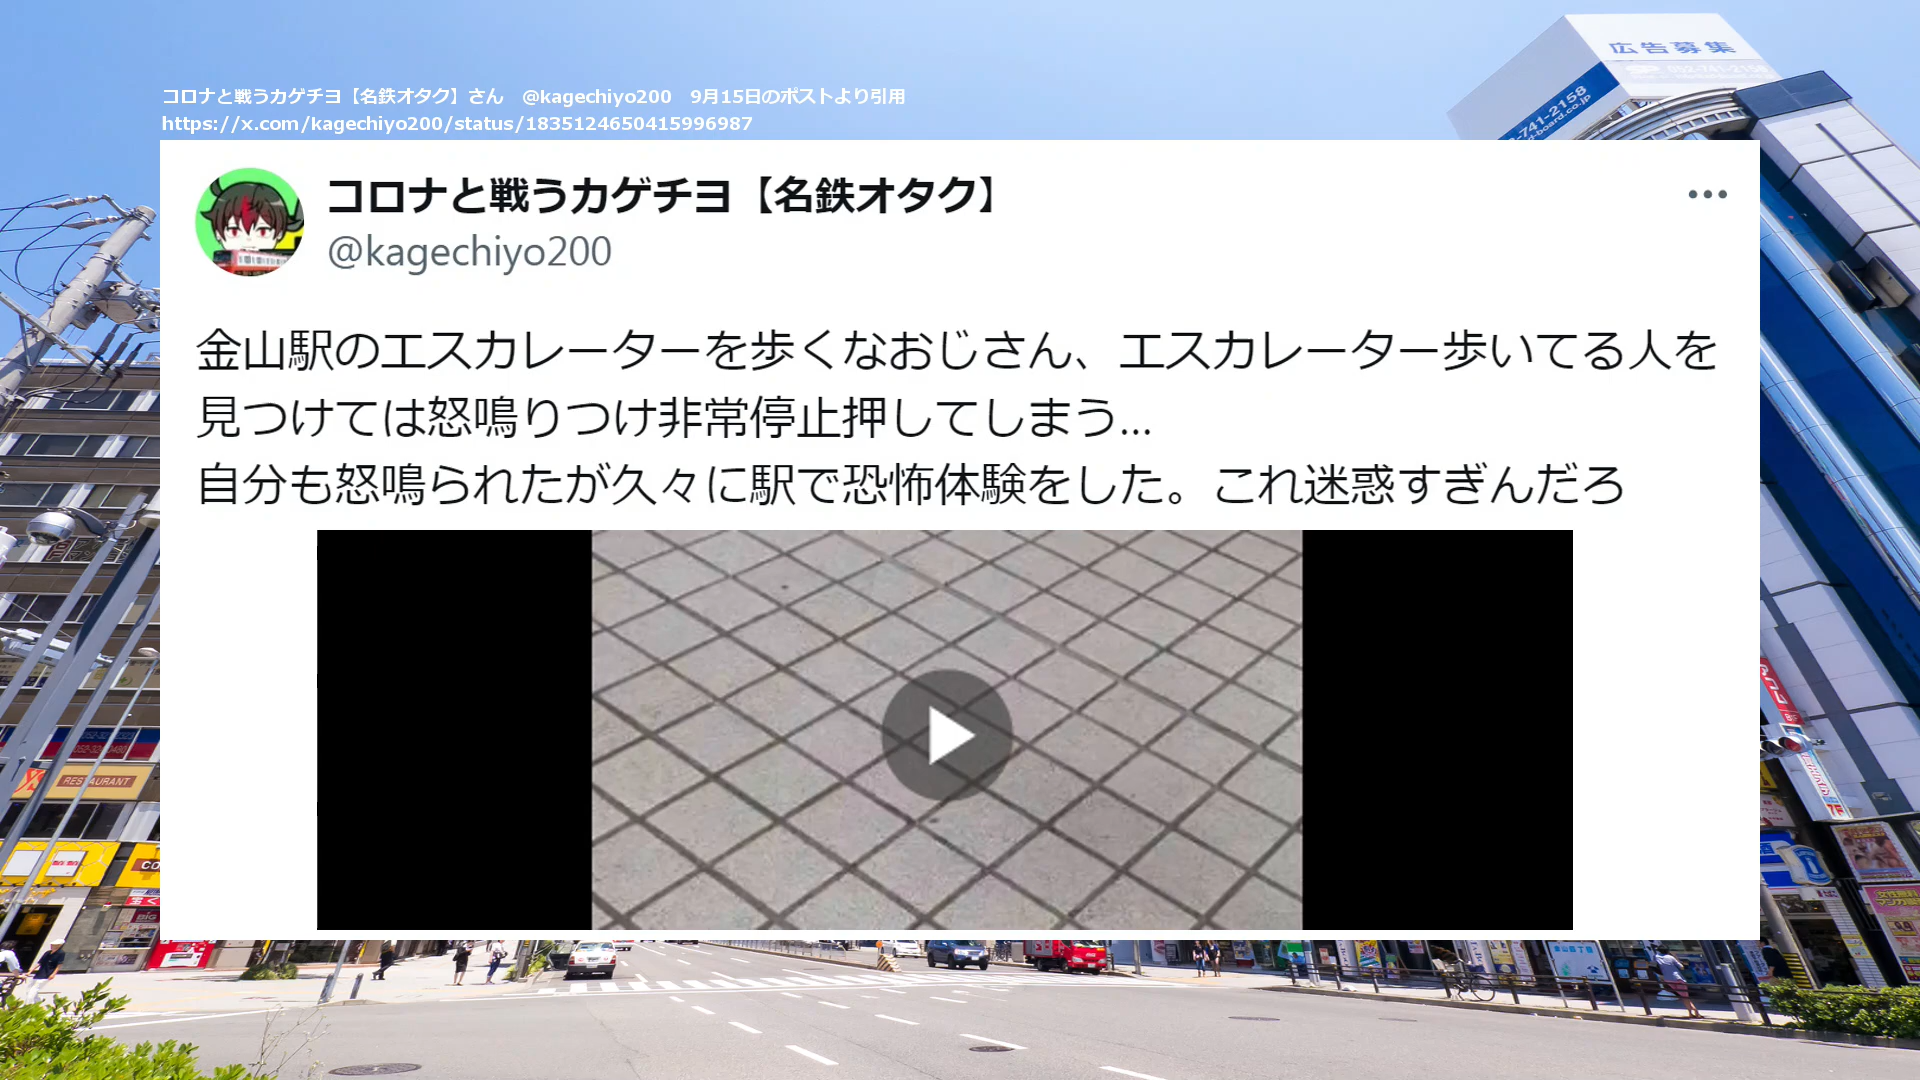 コロナと戦うカゲチヨ【名鉄オタク】さん　@kagechiyo200　9月15日のポストより引用
https://x.com/kagechiyo200/status/1835124650415996987
広告募集
052-741-2158
コロナと戦うカゲチヨ【名鉄オタク】
@kagechiyo200
金山駅のエスカレーターを歩くなおじさん、エスカレーター歩いてる人を
見つけては怒鳴りつけ非常停止押してしまう…
自分も怒鳴られたが久々に駅で恐怖体験をした。これ迷惑すぎんだろ
RESTAURANT